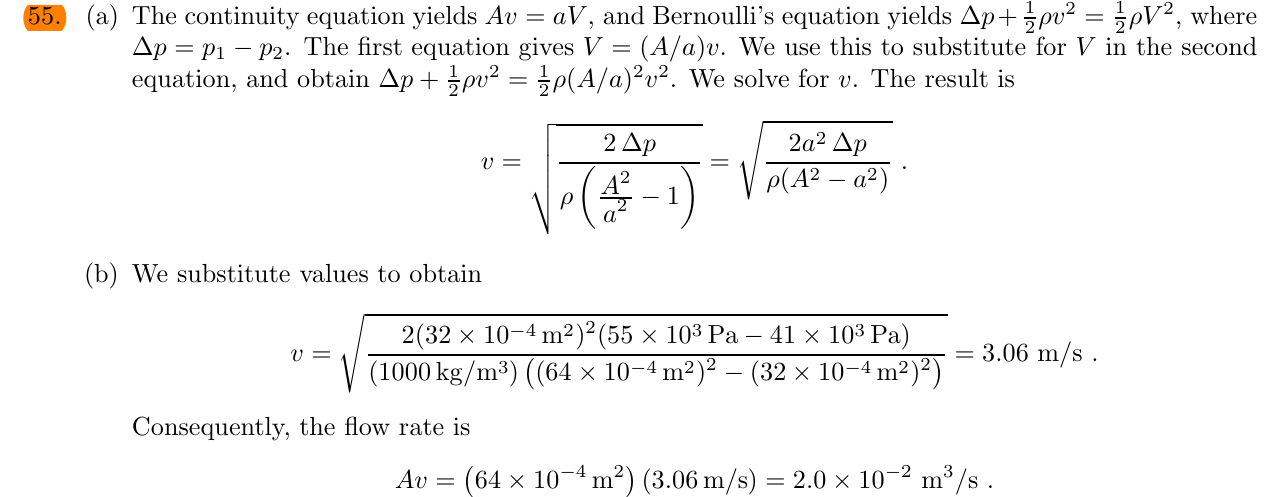 55. (a) The continuity equation yields Av = aV, and Bernoulli's equation yields Δp + ½ρv² = ½ρV², where
Δp = p₁ − p₂. The first equation gives V = (A/a)v. We use this to substitute for V in the second
equation, and obtain Δp + ½ρv² = ½ρ(A/a)²v². We solve for v. The result is
v = √(2 Δp / (ρ(A²/a² − 1))) = √(2a² Δp / (ρ(A² − a²))) .
(b) We substitute values to obtain
v = √(2(32 × 10⁻⁴ m²)²(55 × 10³ Pa − 41 × 10³ Pa) / ((1000 kg/m³) ((64 × 10⁻⁴ m²)² − (32 × 10⁻⁴ m²)²))) = 3.06 m/s .
Consequently, the flow rate is
Av = (64 × 10⁻⁴ m²) (3.06 m/s) = 2.0 × 10⁻² m³/s .